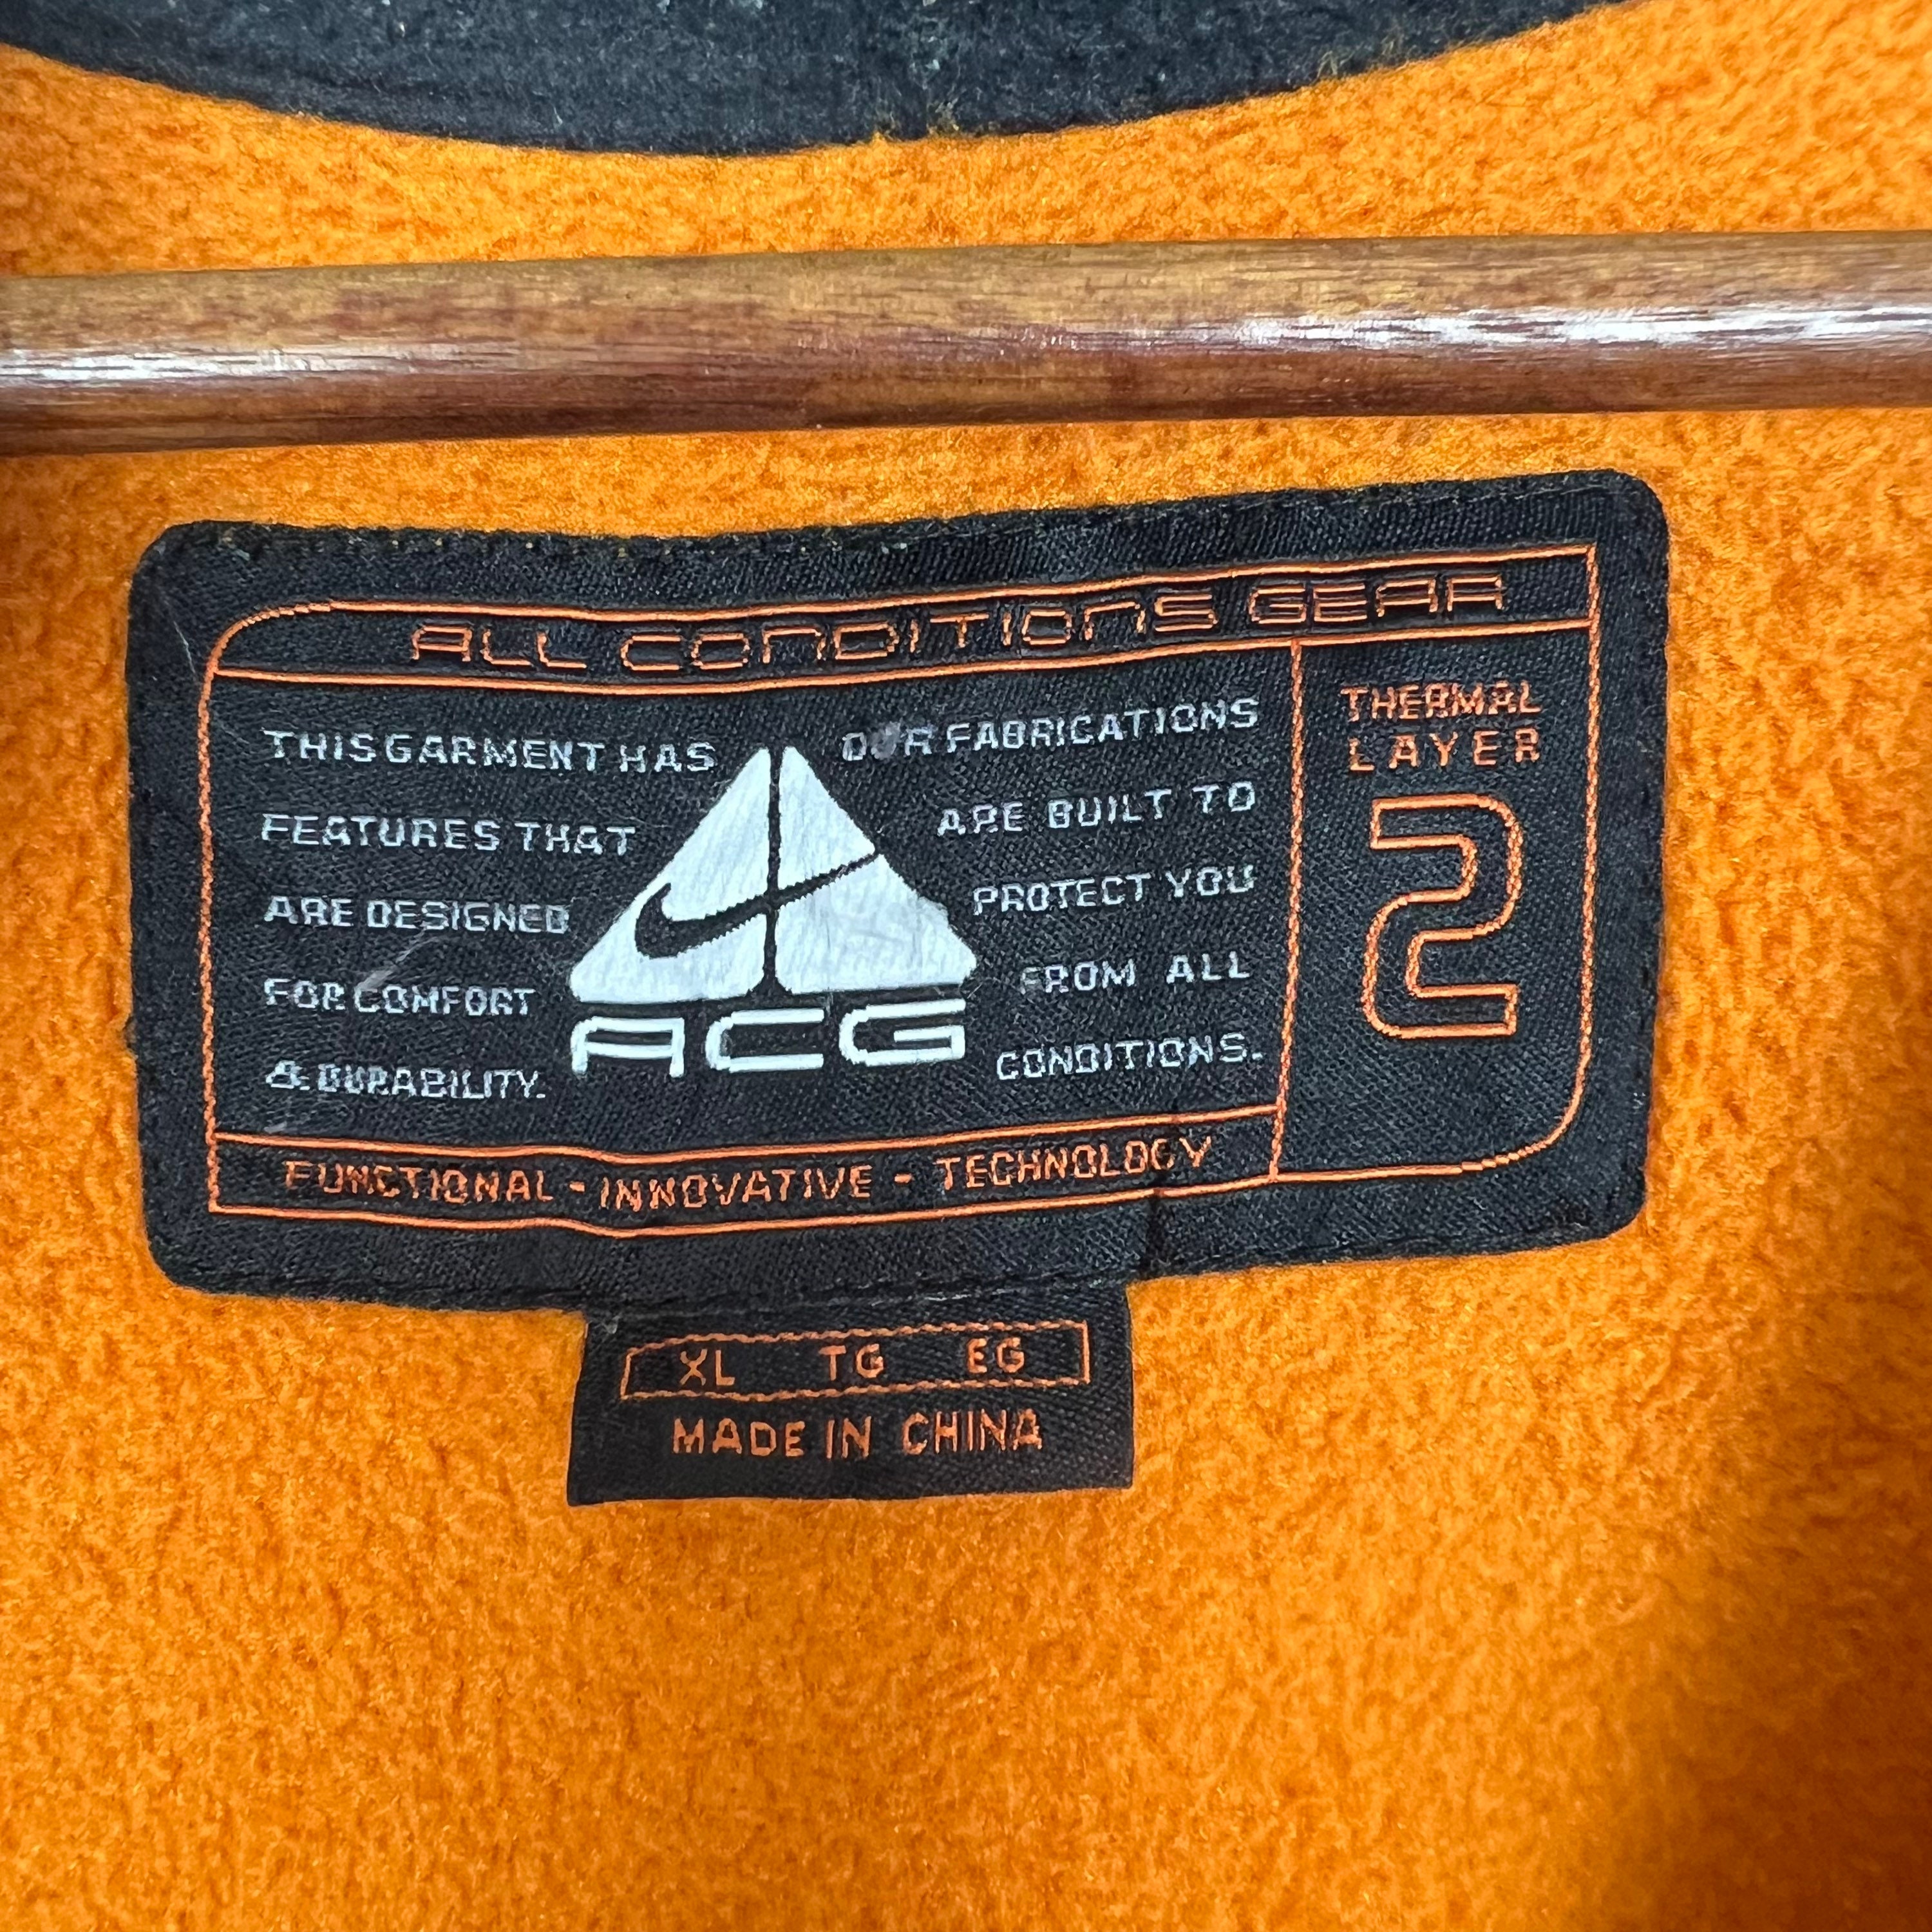 ALL CONDITIONS GEAR
THIS GARMENT HAS
FEATURES THAT
ARE DESIGNED
FOR COMFORT
& DURABILITY.
ACG
OUR FABRICATIONS
ARE BUILT TO
PROTECT YOU
FROM ALL
CONDITIONS.
THERMAL
LAYER
2
FUNCTIONAL - INNOVATIVE - TECHNOLOGY
XL TG EG
MADE IN CHINA